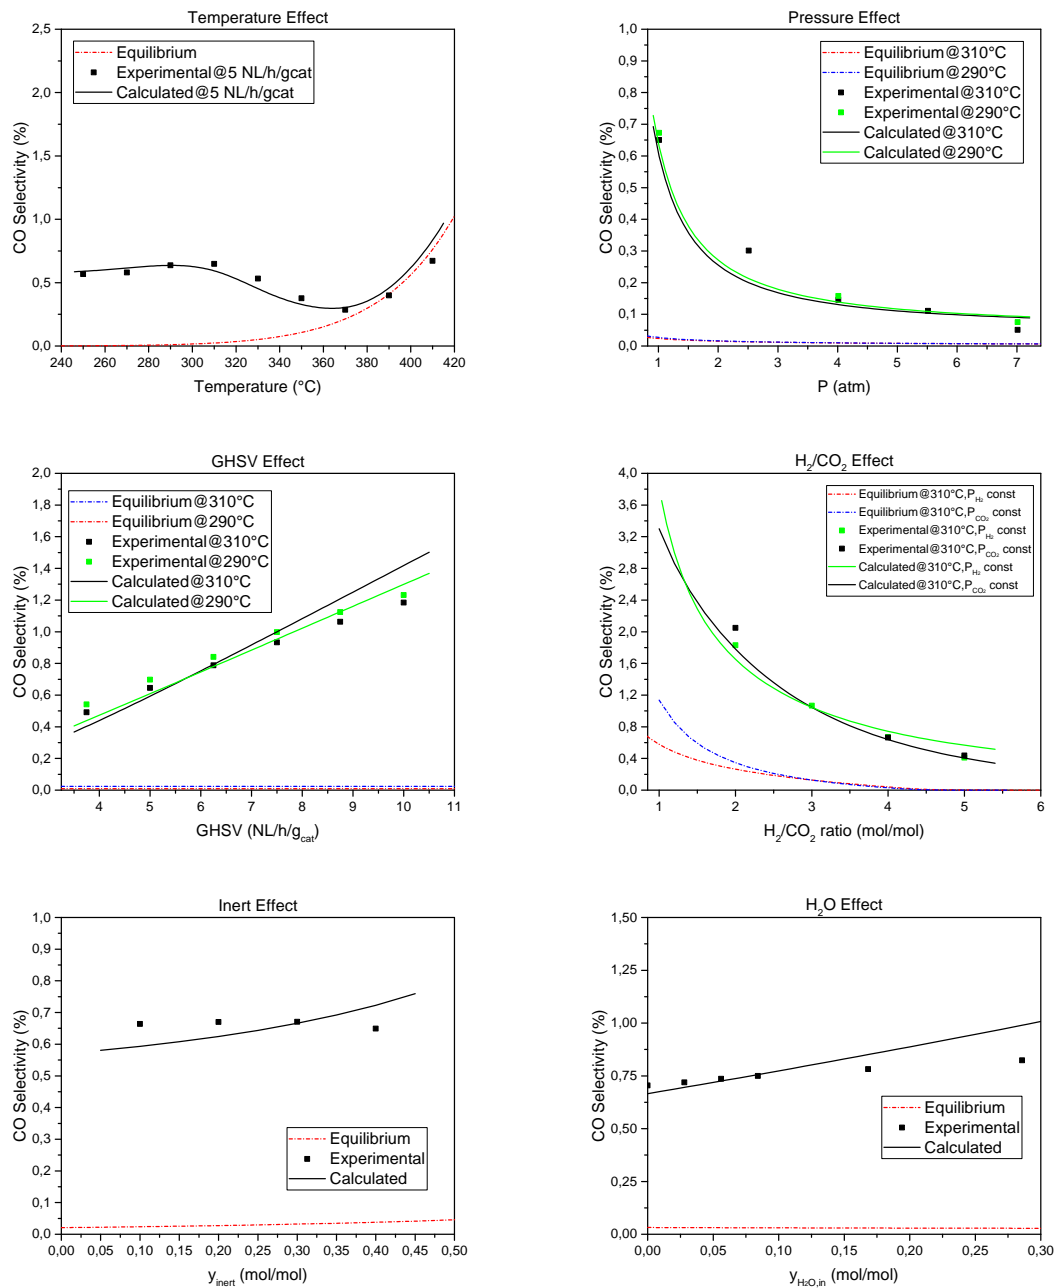 Temperature Effect
2,5
2,0
1,5
1,0
0,5
0,0
CO Selectivity (%)
Equilibrium
Experimental@5 NL/h/gcat
Calculated@5 NL/h/gcat
240 260 280 300 320 340 360 380 400 420
Temperature (°C)
Pressure Effect
1,0
0,9
0,8
0,7
0,6
0,5
0,4
0,3
0,2
0,1
0,0
CO Selectivity (%)
Equilibrium@310°C
Equilibrium@290°C
Experimental@310°C
Experimental@290°C
Calculated@310°C
Calculated@290°C
1 2 3 4 5 6 7
P (atm)
GHSV Effect
2,0
1,8
1,6
1,4
1,2
1,0
0,8
0,6
0,4
0,2
0,0
CO Selectivity (%)
Equilibrium@310°C
Equilibrium@290°C
Experimental@310°C
Experimental@290°C
Calculated@310°C
Calculated@290°C
4 5 6 7 8 9 10 11
GHSV (NL/h/g_cat)
H₂/CO₂ Effect
4,0
3,6
3,2
2,8
2,4
2,0
1,6
1,2
0,8
0,4
0,0
CO Selectivity (%)
Equilibrium@310°C,P_H₂ const
Equilibrium@310°C,P_CO₂ const
Experimental@310°C,P_H₂ const
Experimental@310°C,P_CO₂ const
Calculated@310°C,P_H₂ const
Calculated@310°C,P_CO₂ const
1 2 3 4 5 6
H₂/CO₂ ratio (mol/mol)
Inert Effect
1,0
0,9
0,8
0,7
0,6
0,5
0,4
0,3
0,2
0,1
0,0
CO Selectivity (%)
Equilibrium
Experimental
Calculated
0,00 0,05 0,10 0,15 0,20 0,25 0,30 0,35 0,40 0,45 0,50
y_inert (mol/mol)
H₂O Effect
1,50
1,25
1,00
0,75
0,50
0,25
0,00
CO Selectivity (%)
Equilibrium
Experimental
Calculated
0,00 0,05 0,10 0,15 0,20 0,25 0,30
y_H₂O,in (mol/mol)